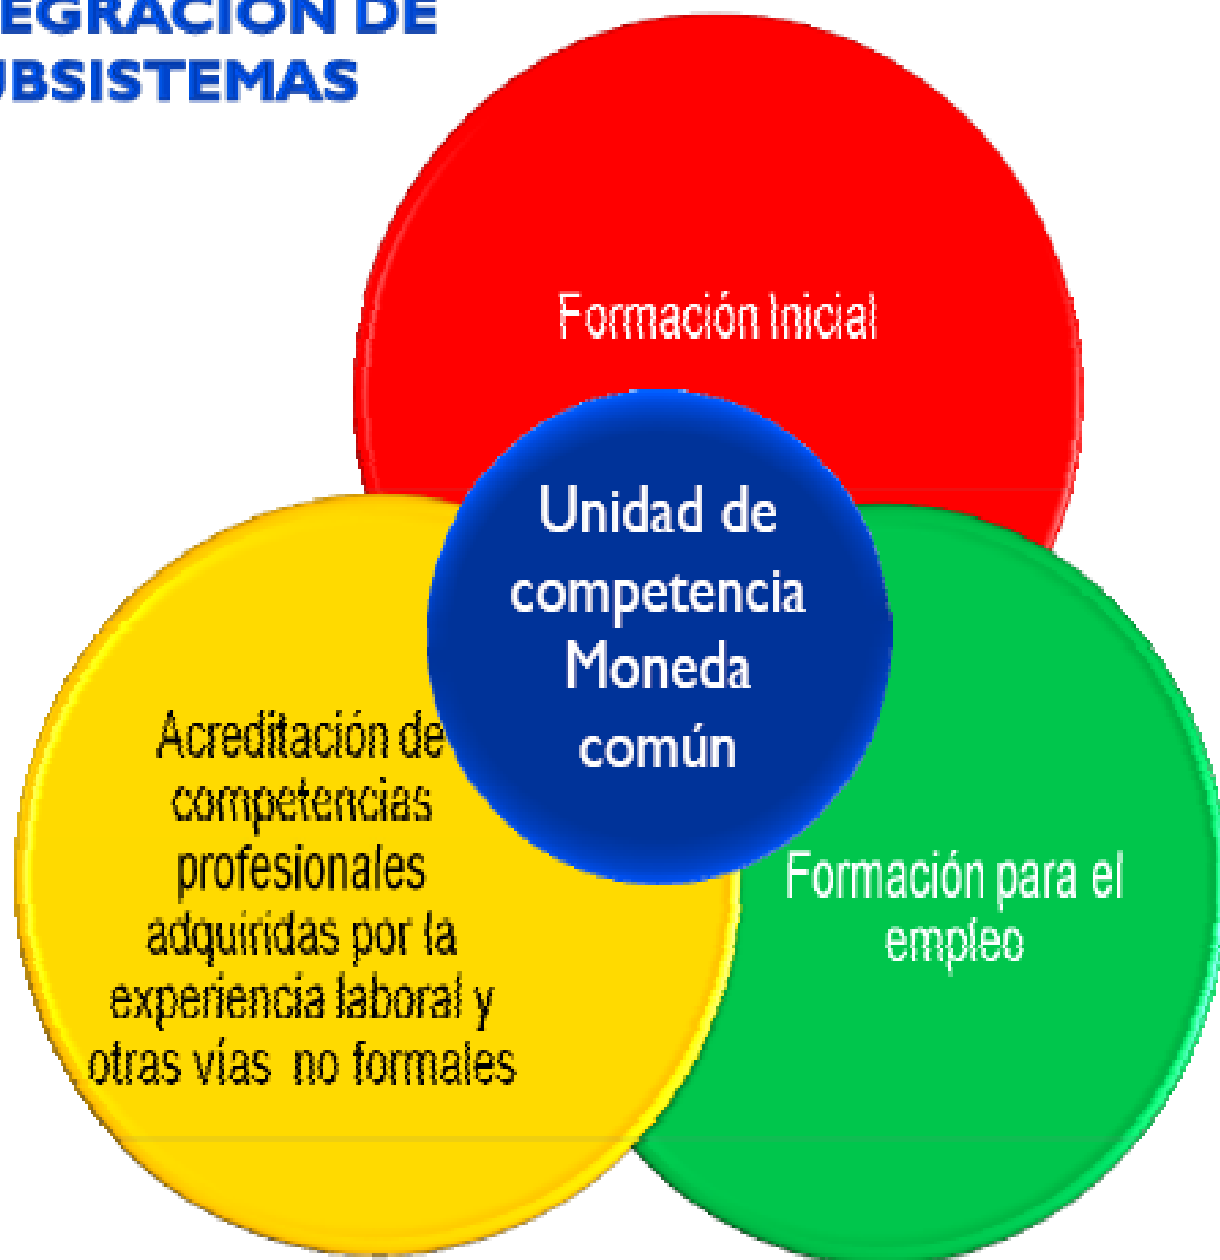 EGRACIÓN DE
UBSISTEMAS
Formación Inicial
Unidad de
competencia
Moneda
común
Acreditación de
competencias
profesionales
adquiridas por la
experiencia laboral y
otras vías no formales
Formación para el
empleo